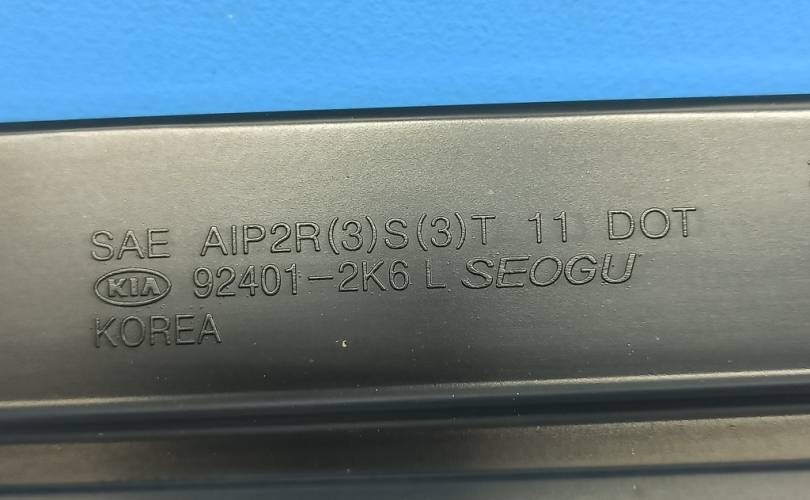 SAE AIP2R(3)S(3)T 11 DOT
KIA 92401-2K6 L SEOGU
KOREA